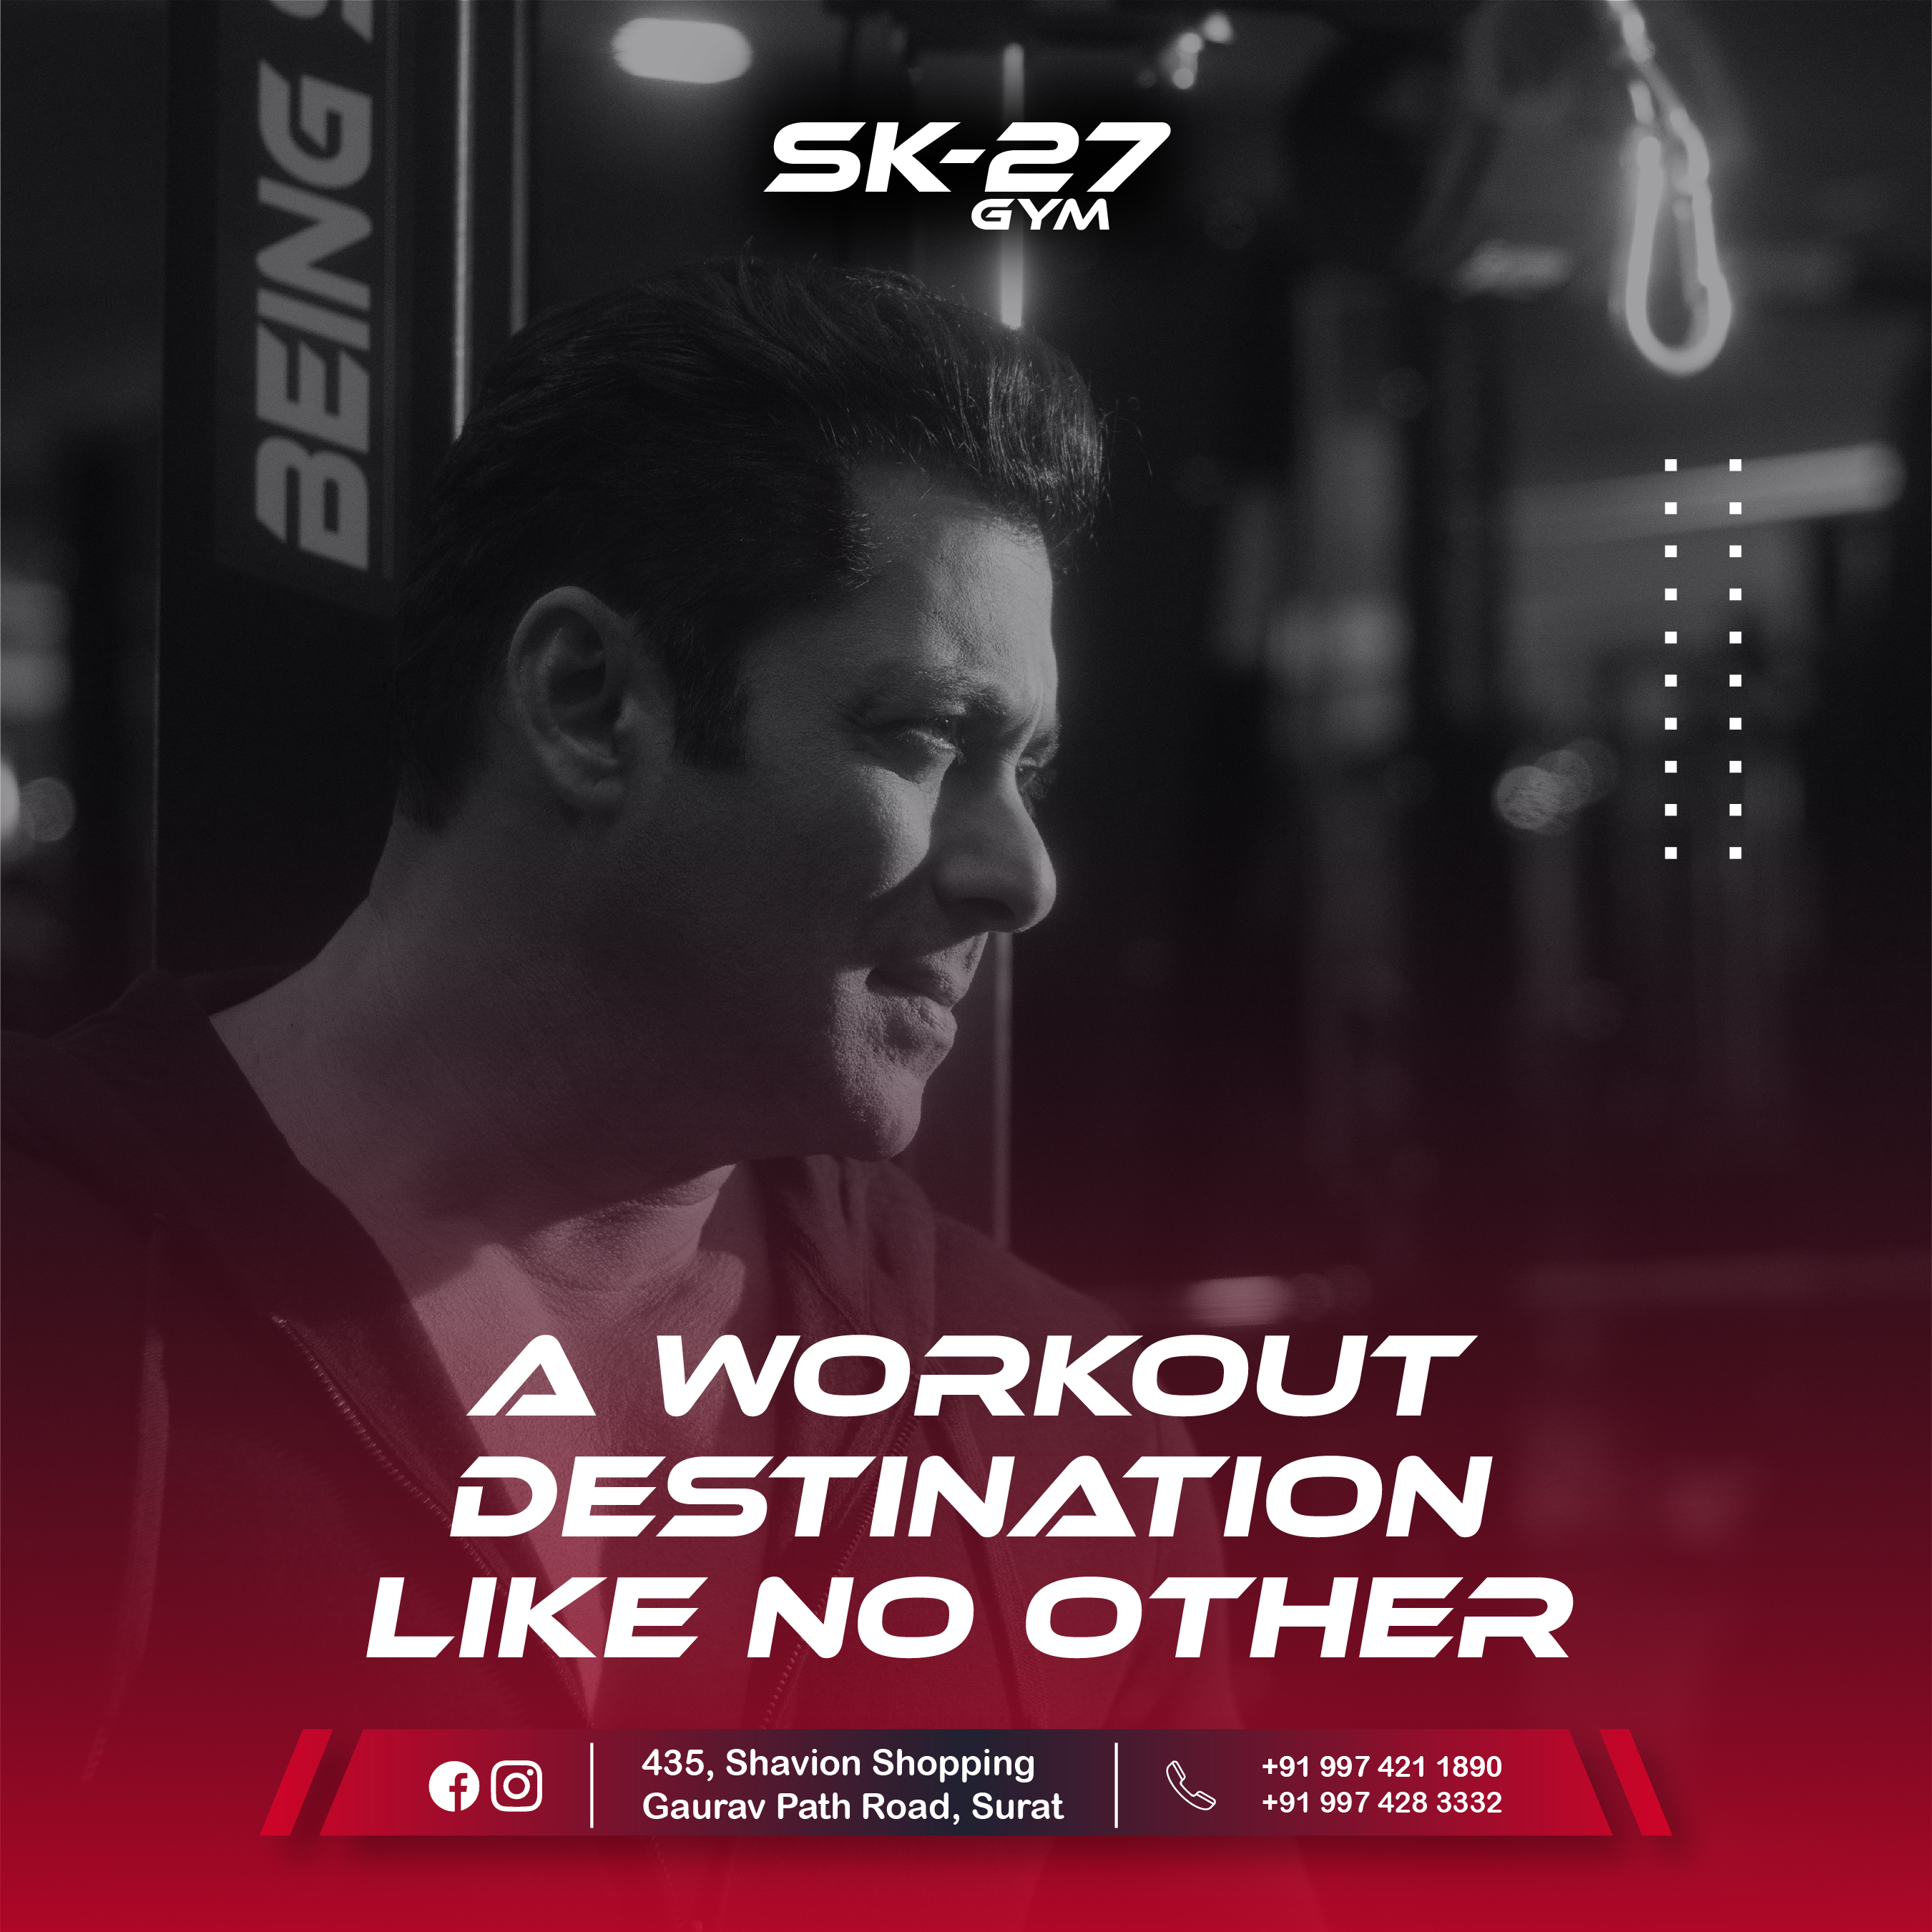 BEING S
SK-27
GYM
A WORKOUT
DESTINATION
LIKE NO OTHER
435, Shavion Shopping
Gaurav Path Road, Surat
+91 997 421 1890
+91 997 428 3332